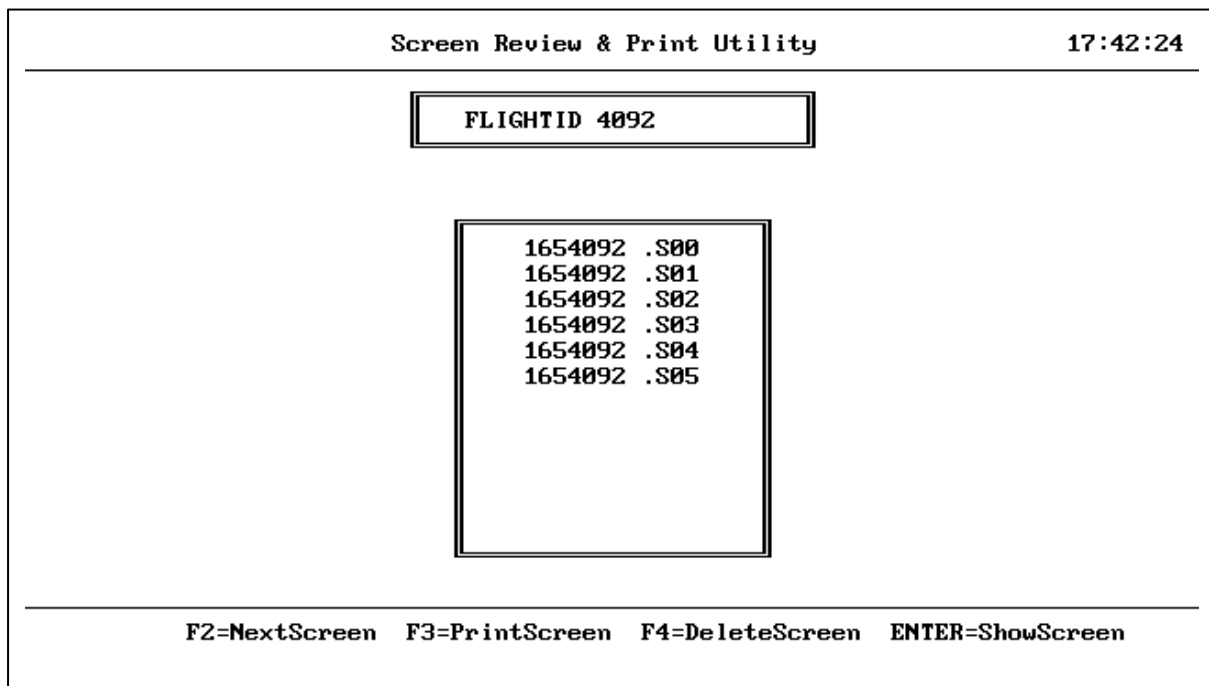 Screen Review & Print Utility 17:42:24
FLIGHTID 4092
1654092 .S00
1654092 .S01
1654092 .S02
1654092 .S03
1654092 .S04
1654092 .S05
F2=NextScreen F3=PrintScreen F4=DeleteScreen ENTER=ShowScreen